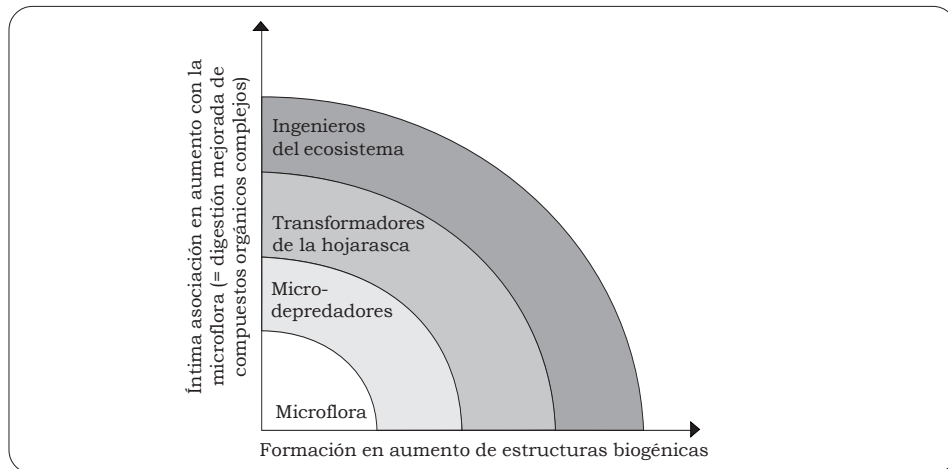 Íntima asociación en aumento con la
microflora (= digestión mejorada de
compuestos orgánicos complejos)
Ingenieros
del ecosistema
Transformadores
de la hojarasca
Micro-
depredadores
Microflora
Formación en aumento de estructuras biogénicas